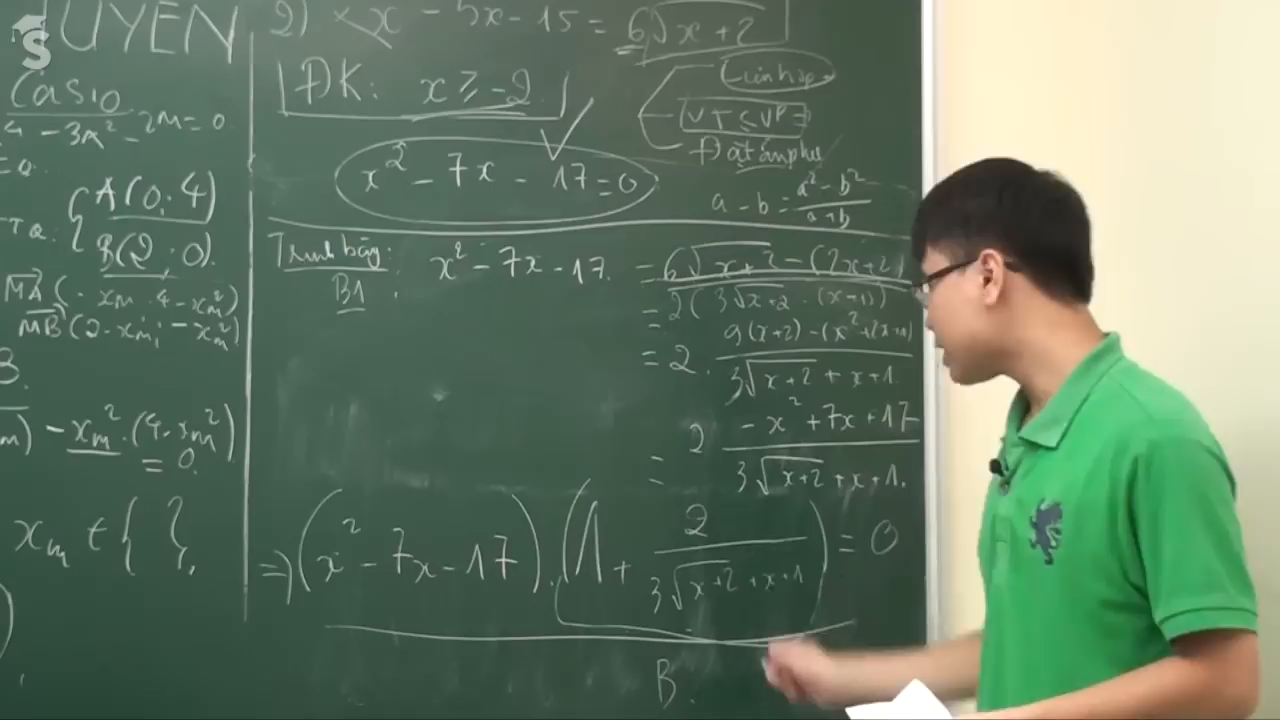 S
UYEN
Casio
4 - 3m² - 2m = 0
A(0; 4)
B(2; 0).
MA(-xm; 4 - xm²)
MB(2 - xm; -xm²)
B.
m) - xm² . (4 - xm²)
= 0.
xm ∈ { },
2) x² - 5x - 15 = 6√x+2
ĐK: x ≥ -2
Liên hợp
VT ≤ VP
Đặt ẩn phụ
x² - 7x - 17 = 0
a - b = a² - b² / a + b
Trình bày: x² - 7x - 17 = 6√x+2 - (2x+2)
B1
= 2(3√x+2 - (x+1))
= 2. 9(x+2) - (x²+2x+1) / 3√x+2 + x+1.
= 2 -x² + 7x + 17 / 3√x+2 + x+1.
=> (x² - 7x - 17).(1 + 2 / 3√x+2 + x+1) = 0
B.